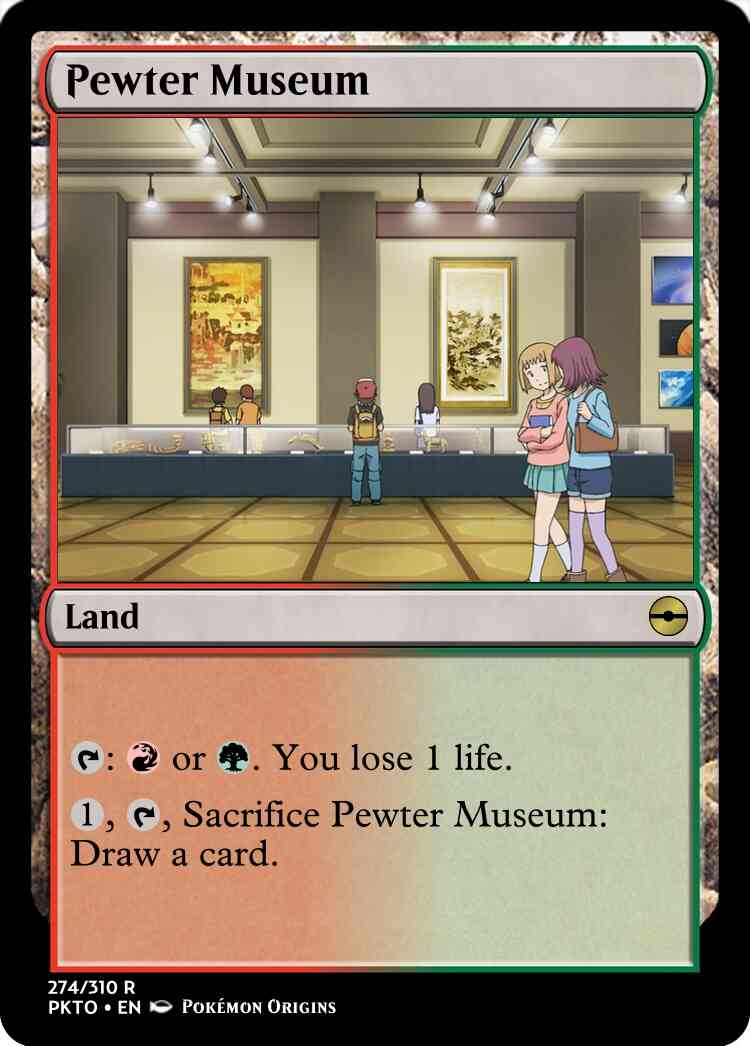 Pewter Museum
Land
: or . You lose 1 life.
1, , Sacrifice Pewter Museum:
Draw a card.
274/310 R
PKTO • EN Pokémon Origins